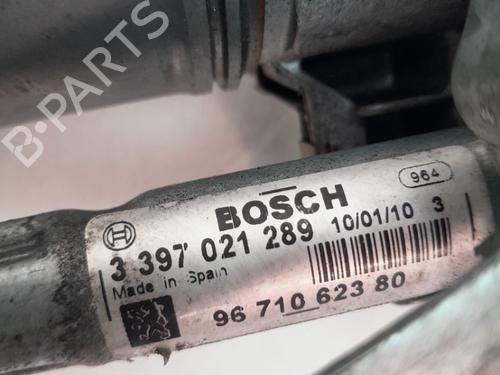 B-PARTS
964
BOSCH
3 397 021 289 10/01/10 3
Made in Spain
96 710 623 80